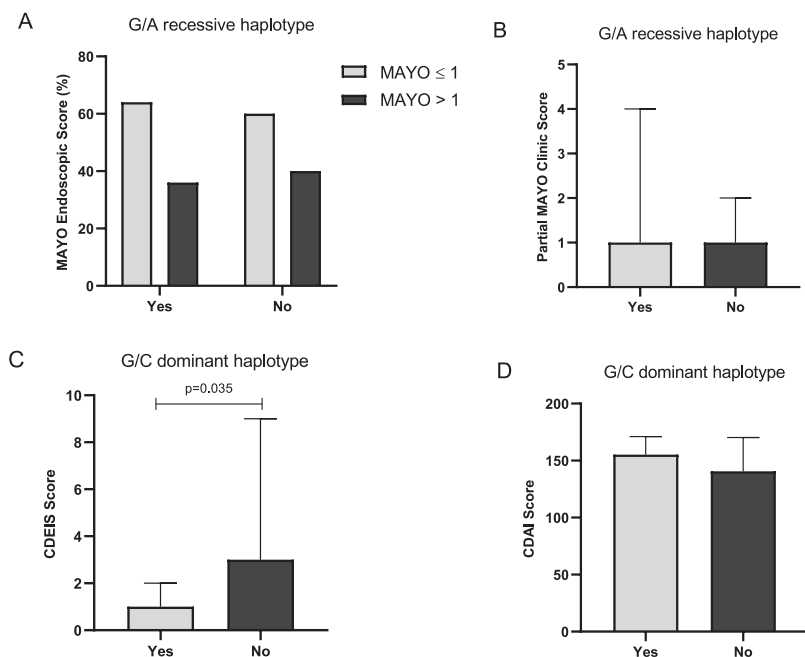 A
G/A recessive haplotype
MAYO Endoscopic Score (%)
80
60
40
20
0
Yes
No
MAYO ≤ 1
MAYO > 1
B
G/A recessive haplotype
Partial MAYO Clinic Score
5
4
3
2
1
0
Yes
No
C
G/C dominant haplotype
p=0.035
CDEIS Score
10
8
6
4
2
0
Yes
No
D
G/C dominant haplotype
CDAI Score
200
150
100
50
0
Yes
No